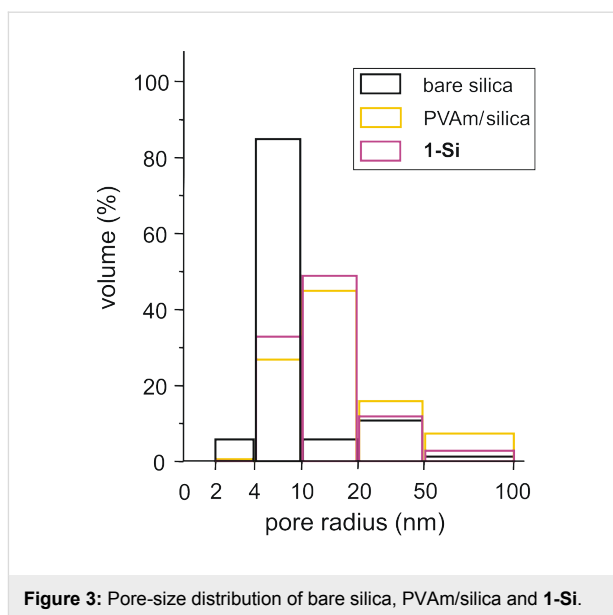 100
80
60
40
20
0
volume (%)
bare silica
PVAm/silica
1-Si
0 2 4 10 20 50 100
pore radius (nm)
Figure 3: Pore-size distribution of bare silica, PVAm/silica and 1-Si.